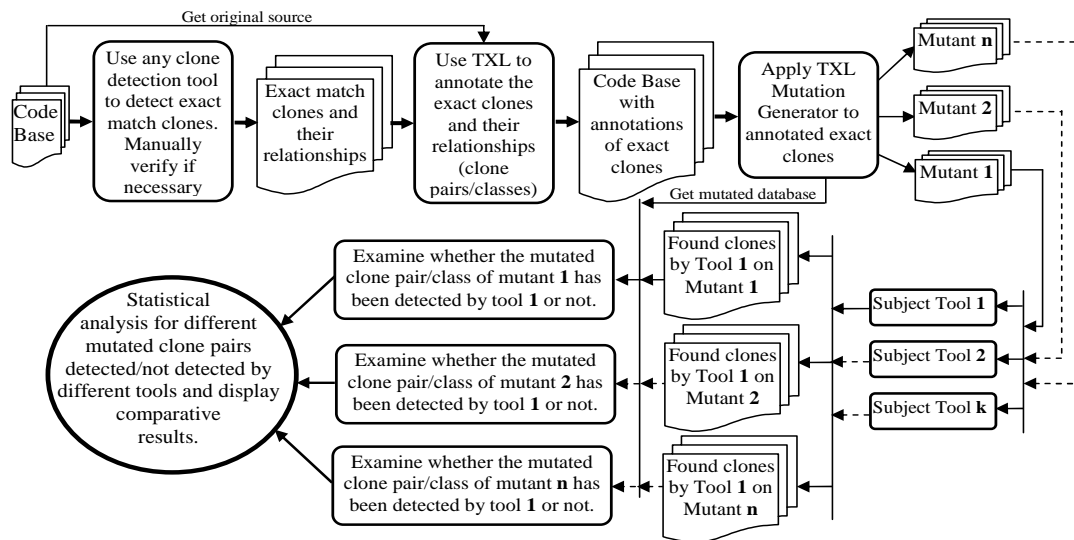 Get original source
Code
Base
Use any clone
detection tool
to detect exact
match clones.
Manually
verify if
necessary
Exact match
clones and
their
relationships
Use TXL to
annotate the
exact clones
and their
relationships
(clone
pairs/classes)
Code Base
with
annotations
of exact
clones
Apply TXL
Mutation
Generator to
annotated exact
clones
Mutant n
Mutant 2
Mutant 1
Get mutated database
Examine whether the mutated
clone pair/class of mutant 1 has
been detected by tool 1 or not.
Found clones
by Tool 1 on
Mutant 1
Subject Tool 1
Statistical
analysis for different
mutated clone pairs
detected/not detected by
different tools and display
comparative
results.
Examine whether the mutated
clone pair/class of mutant 2 has
been detected by tool 1 or not.
Found clones
by Tool 1 on
Mutant 2
Subject Tool 2
Subject Tool k
Examine whether the mutated
clone pair/class of mutant n has
been detected by tool 1 or not.
Found clones
by Tool 1 on
Mutant n